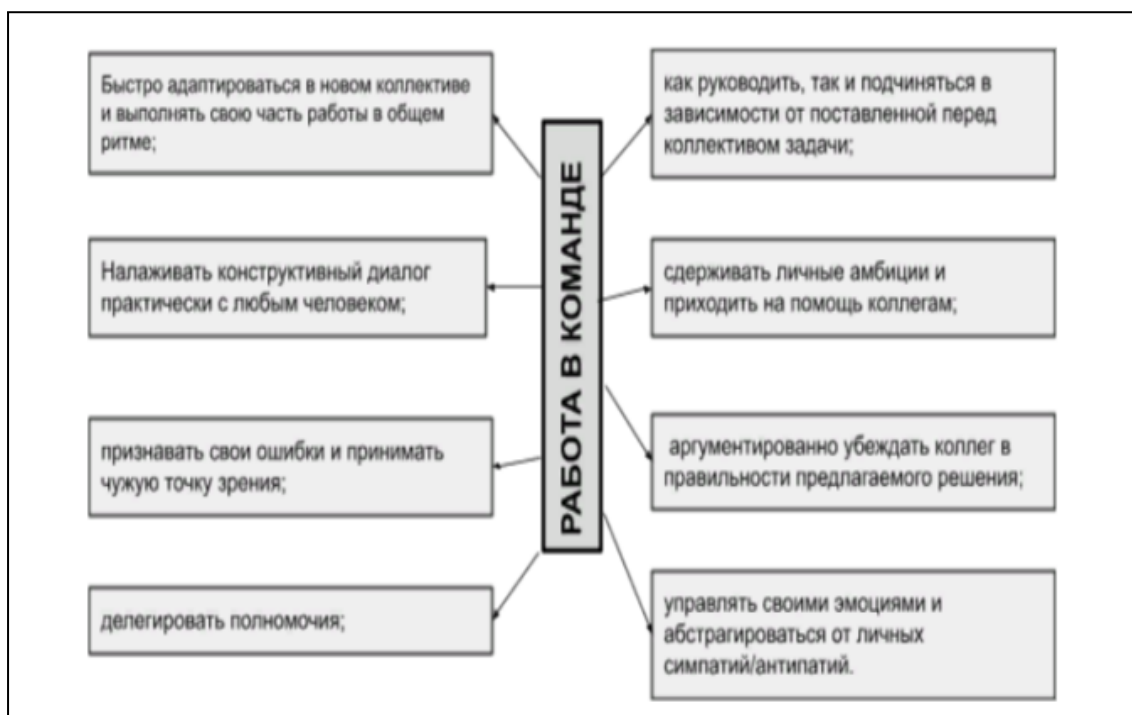 Быстро адаптироваться в новом коллективе
и выполнять свою часть работы в общем
ритме;
Налаживать конструктивный диалог
практически с любым человеком;
признавать свои ошибки и принимать
чужую точку зрения;
делегировать полномочия;
РАБОТА В КОМАНДЕ
как руководить, так и подчиняться в
зависимости от поставленной перед
коллективом задачи;
сдерживать личные амбиции и
приходить на помощь коллегам;
аргументированно убеждать коллег в
правильности предлагаемого решения;
управлять своими эмоциями и
абстрагироваться от личных
симпатий/антипатий.